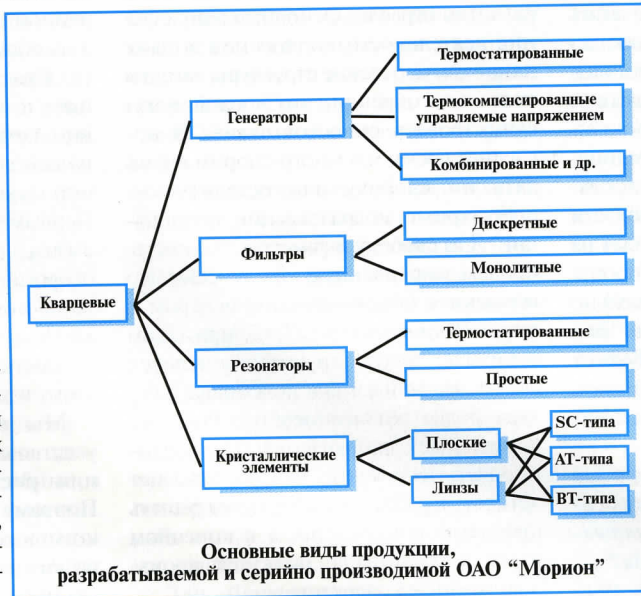 Термостатированные
Генераторы
Термокомпенсированные
управляемые напряжением
Комбинированные и др.
Дискретные
Фильтры
Монолитные
Кварцевые
Термостатированные
Резонаторы
Простые
Кристаллические
элементы
Плоские
Линзы
SC-типа
AT-типа
BT-типа
Основные виды продукции,
разрабатываемой и серийно производимой ОАО "Морион"